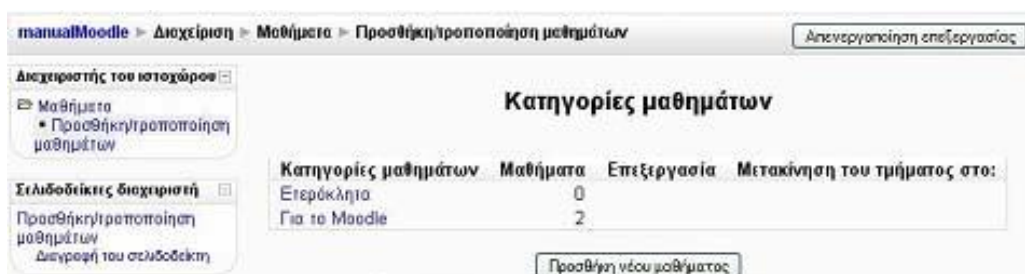 manualMoodle ► Διαχείριση ► Μαθήματα ► Προσθήκη/τροποποίηση μαθημάτων
Απενεργοποίηση επεξεργασίας
Διαχειριστής του ιστοχώρου
Μαθήματα
• Προσθήκη/τροποποίηση
μαθημάτων
Σελιδοδείκτες διαχειριστή
Προσθήκη/τροποποίηση
μαθημάτων
Διαγραφή του σελιδοδείκτη
Κατηγορίες μαθημάτων
Κατηγορίες μαθημάτων Μαθήματα Επεξεργασία Μετακίνηση του τμήματος στο:
Ετερόκλητα 0
Για το Moodle 2
Προσθήκη νέου μαθήματος